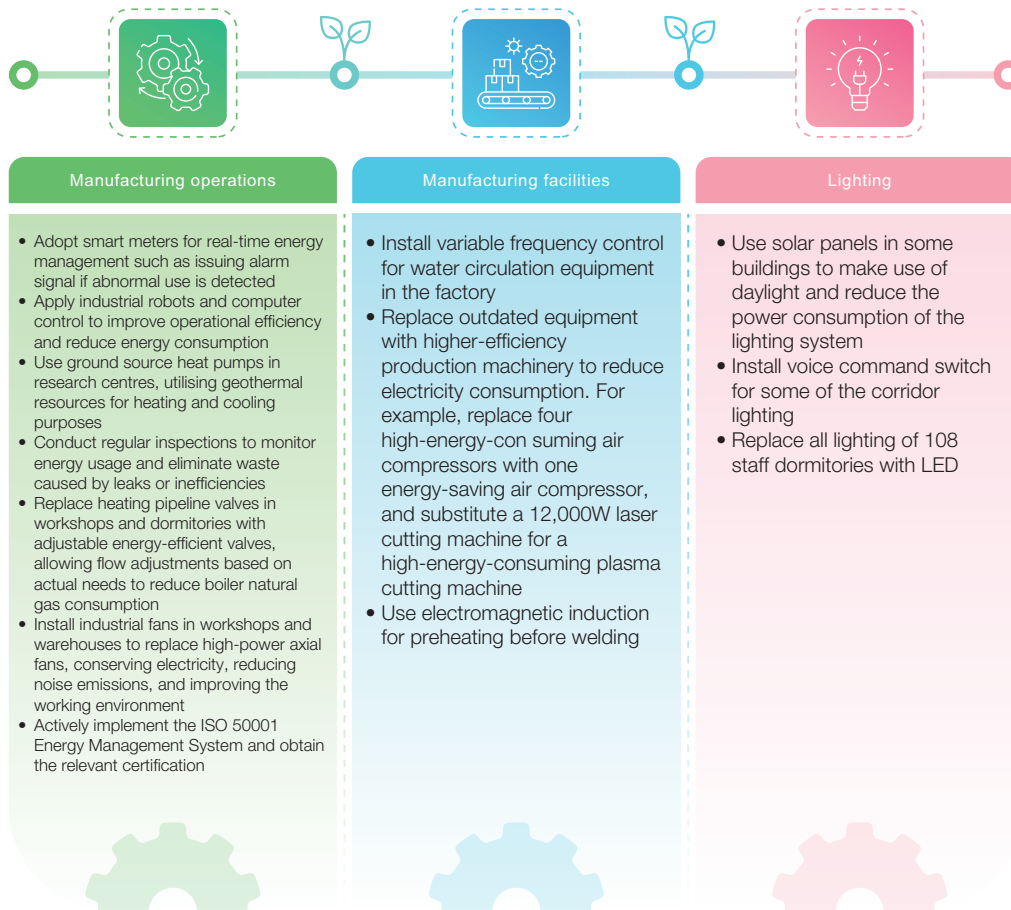 Manufacturing operations
• Adopt smart meters for real-time energy
management such as issuing alarm
signal if abnormal use is detected
• Apply industrial robots and computer
control to improve operational efficiency
and reduce energy consumption
• Use ground source heat pumps in
research centres, utilising geothermal
resources for heating and cooling
purposes
• Conduct regular inspections to monitor
energy usage and eliminate waste
caused by leaks or inefficiencies
• Replace heating pipeline valves in
workshops and dormitories with
adjustable energy-efficient valves,
allowing flow adjustments based on
actual needs to reduce boiler natural
gas consumption
• Install industrial fans in workshops and
warehouses to replace high-power axial
fans, conserving electricity, reducing
noise emissions, and improving the
working environment
• Actively implement the ISO 50001
Energy Management System and obtain
the relevant certification
Manufacturing facilities
• Install variable frequency control
for water circulation equipment
in the factory
• Replace outdated equipment
with higher-efficiency
production machinery to reduce
electricity consumption. For
example, replace four
high-energy-con suming air
compressors with one
energy-saving air compressor,
and substitute a 12,000W laser
cutting machine for a
high-energy-consuming plasma
cutting machine
• Use electromagnetic induction
for preheating before welding
Lighting
• Use solar panels in some
buildings to make use of
daylight and reduce the
power consumption of the
lighting system
• Install voice command switch
for some of the corridor
lighting
• Replace all lighting of 108
staff dormitories with LED